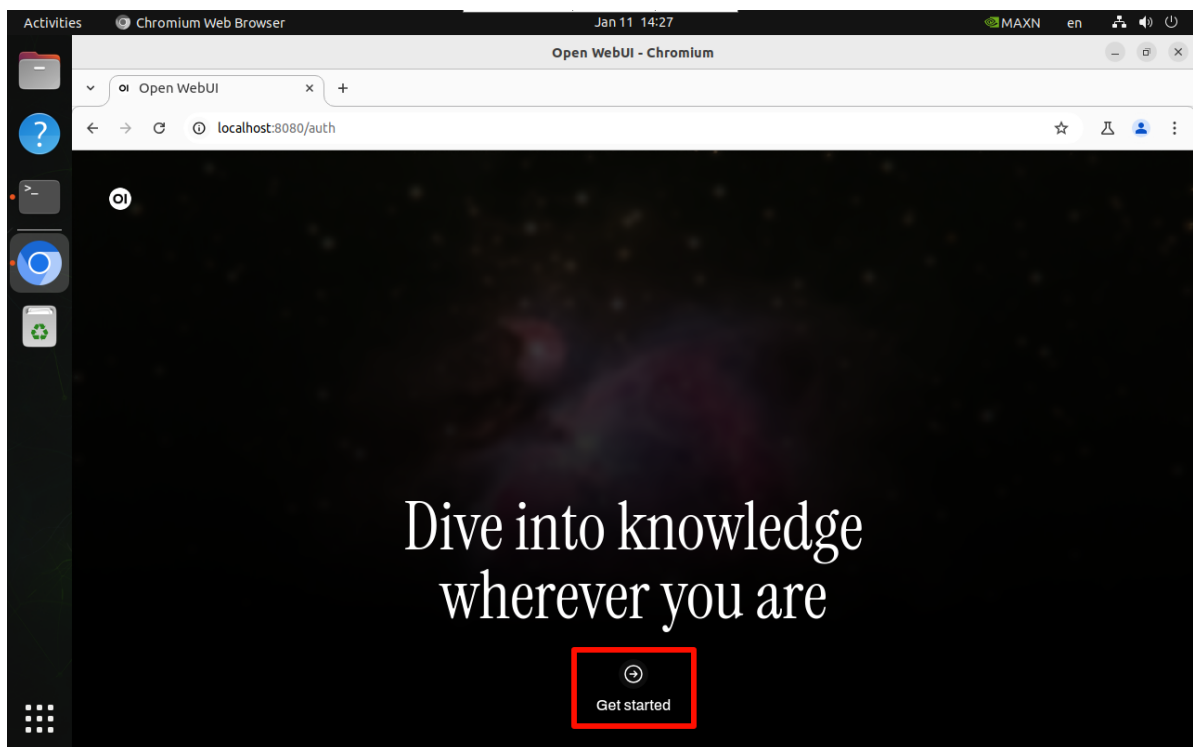 Activities
Chromium Web Browser
Jan 11 14:27
MAXN
en
Open WebUI - Chromium
OI
Open WebUI
localhost:8080/auth
?
>_
OI
Dive into knowledge
wherever you are
Get started